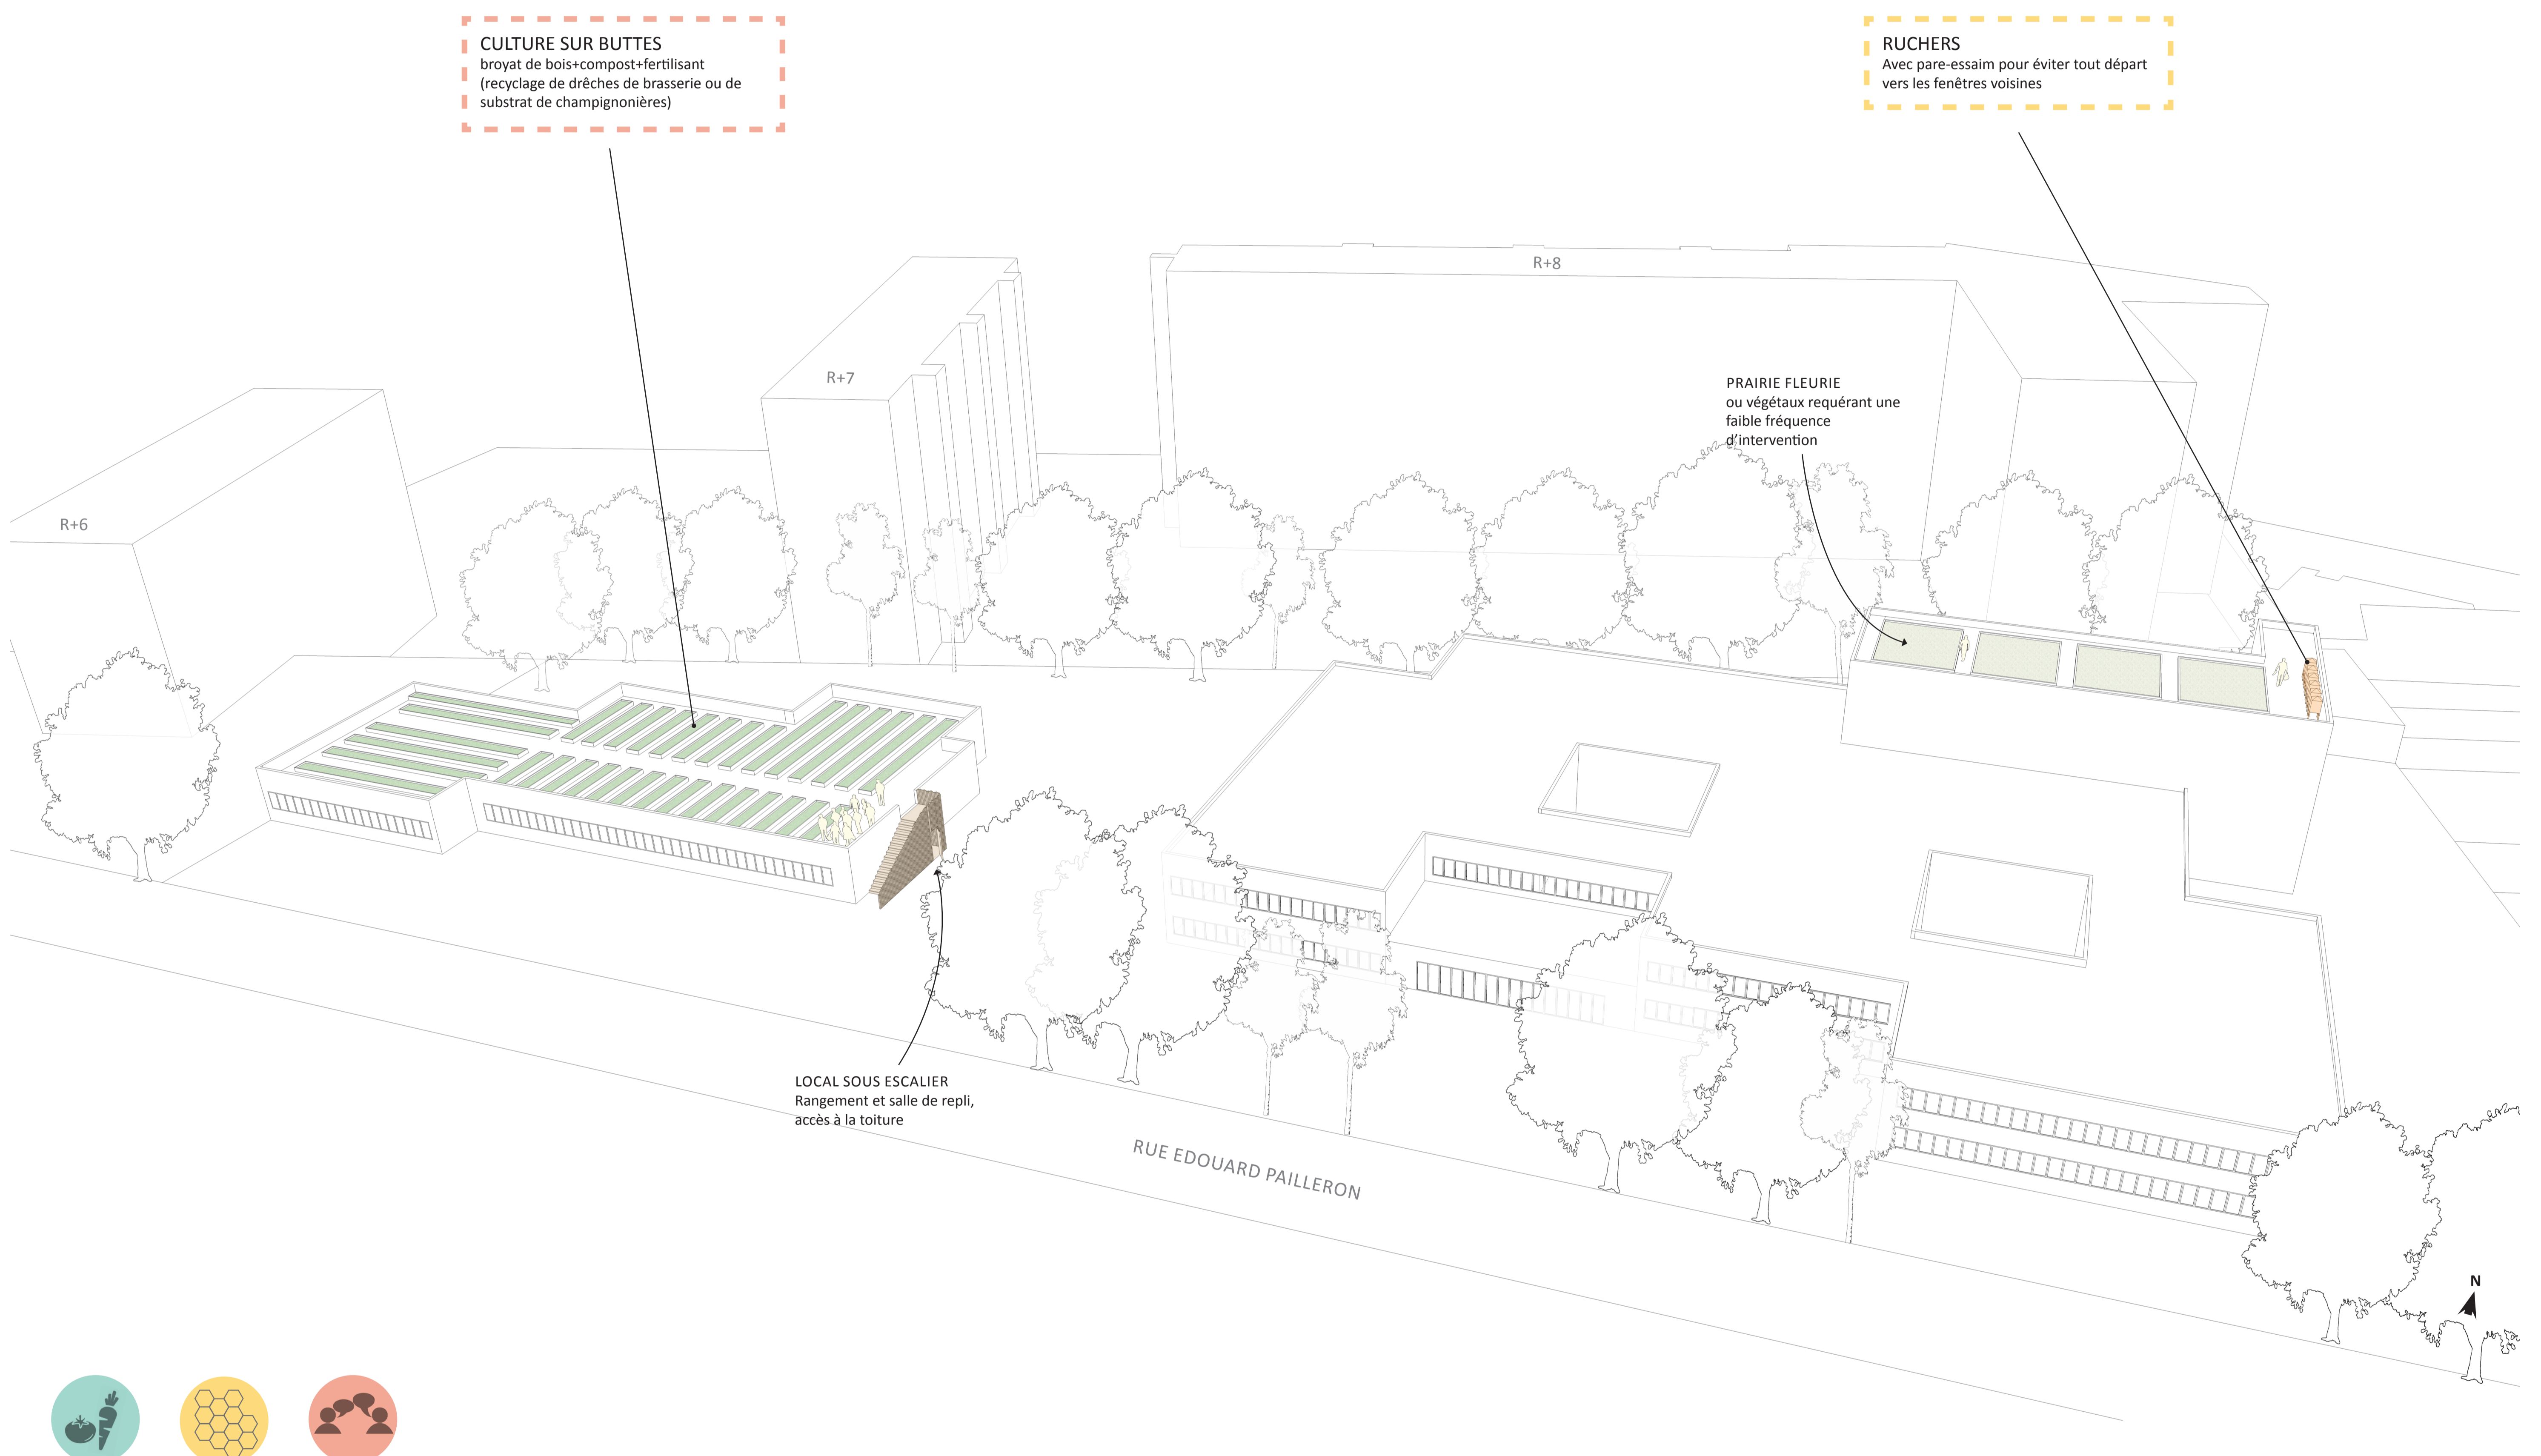 CULTURE SUR BUTTES
broyat de bois+compost+fertilisant
(recyclage de drêches de brasserie ou de
substrat de champignonières)
RUCHERS
Avec pare-essaim pour éviter tout départ
vers les fenêtres voisines
R+8
R+7
PRAIRIE FLEURIE
ou végétaux requérant une
faible fréquence
d'intervention
R+6
LOCAL SOUS ESCALIER
Rangement et salle de repli,
accès à la toiture
RUE EDOUARD PAILLERON
N